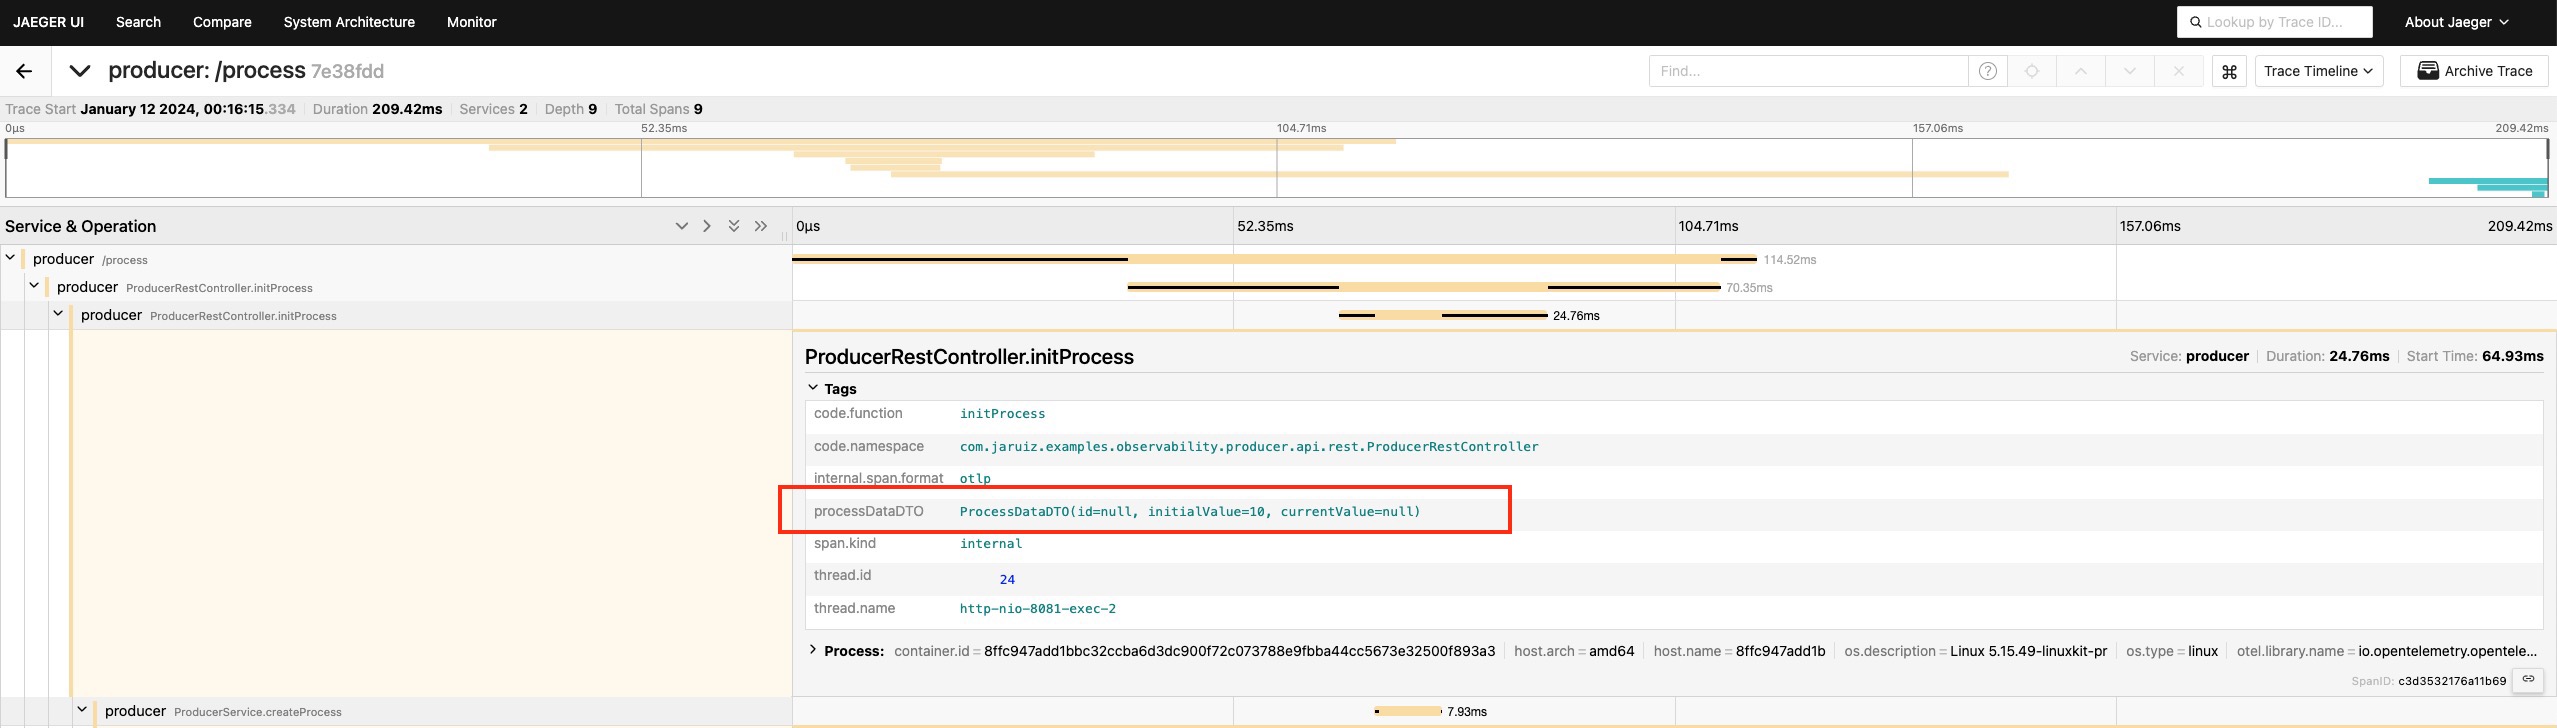 JAEGER UI Search Compare System Architecture Monitor Lookup by Trace ID... About Jaeger
producer: /process 7e38fdd Find... Trace Timeline Archive Trace
Trace Start January 12 2024, 00:16:15.334 Duration 209.42ms Services 2 Depth 9 Total Spans 9
0μs 52.35ms 104.71ms 157.06ms 209.42ms
Service & Operation 0μs 52.35ms 104.71ms 157.06ms 209.42ms
producer /process 114.52ms
producer ProducerRestController.initProcess 70.35ms
producer ProducerRestController.initProcess 24.76ms
ProducerRestController.initProcess Service: producer Duration: 24.76ms Start Time: 64.93ms
Tags
code.function initProcess
code.namespace com.jaruiz.examples.observability.producer.api.rest.ProducerRestController
internal.span.format otlp
processDataDTO ProcessDataDTO(id=null, initialValue=10, currentValue=null)
span.kind internal
thread.id 24
thread.name http-nio-8081-exec-2
Process: container.id = 8ffc947add1bbc32ccba6d3dc900f72c073788e9fbba44cc5673e32500f893a3 host.arch = amd64 host.name = 8ffc947add1b os.description = Linux 5.15.49-linuxkit-pr os.type = linux otel.library.name = io.opentelemetry.opentele...
SpanID: c3d3532176a11b69
producer ProducerService.createProcess 7.93ms